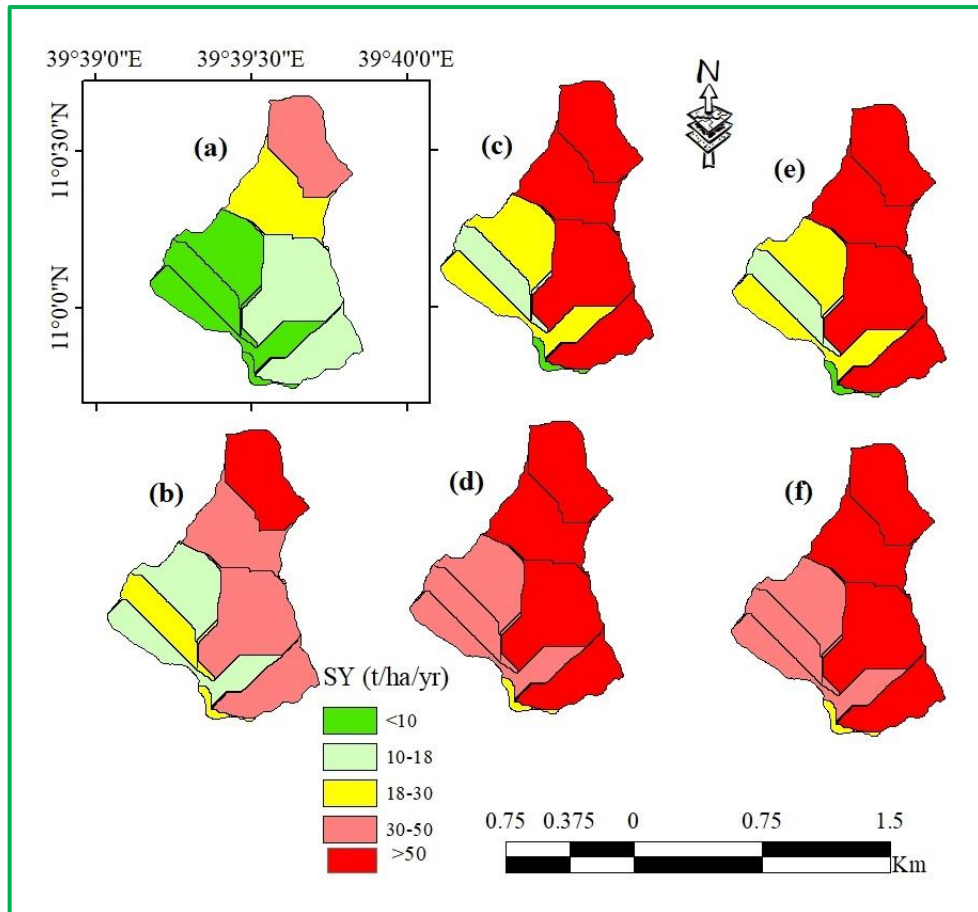 39°39'0"E 39°39'30"E 39°40'0"E
N
11°0'30"N
11°0'0"N
(a)
(c)
(e)
(b)
(d)
(f)
SY (t/ha/yr)
<10
10-18
18-30
30-50
>50
0.75 0.375 0 0.75 1.5
Km